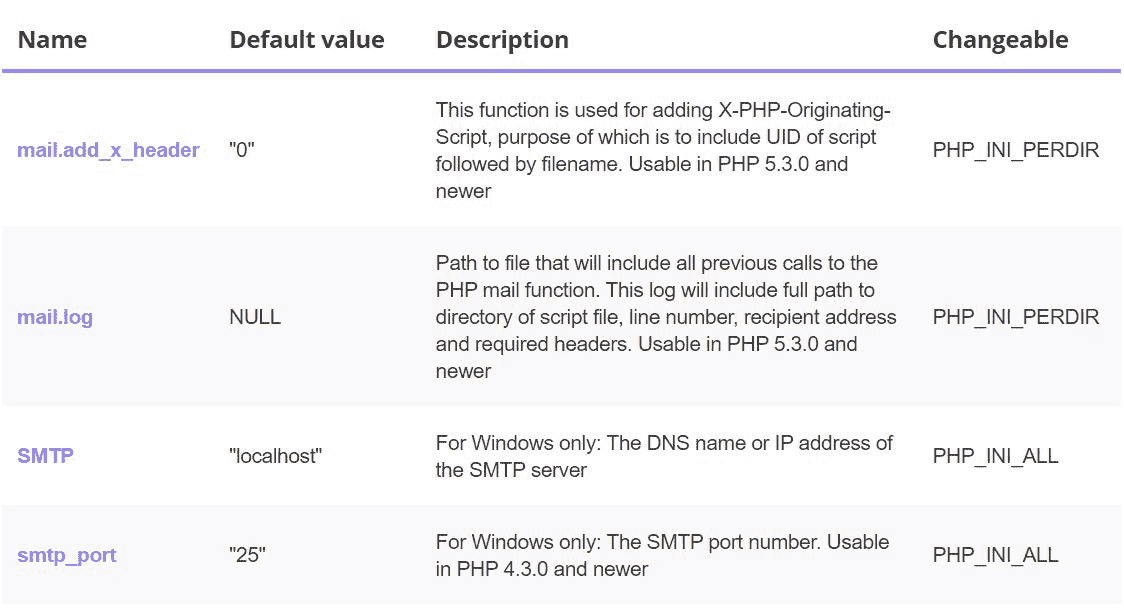 Name Default value Description Changeable
This function is used for adding X-PHP-Originating-
Script, purpose of which is to include UID of script
mail.add_x_header "0" PHP_INI_PERDIR
followed by filename. Usable in PHP 5.3.0 and
newer
Path to file that will include all previous calls to the
PHP mail function. This log will include full path to
mail.log NULL directory of script file, line number, recipient address PHP_INI_PERDIR
and required headers. Usable in PHP 5.3.0 and
newer
For Windows only: The DNS name or IP address of
SMTP "localhost" PHP_INI_ALL
the SMTP server
For Windows only: The SMTP port number. Usable
smtp_port "25" PHP_INI_ALL
in PHP 4.3.0 and newer